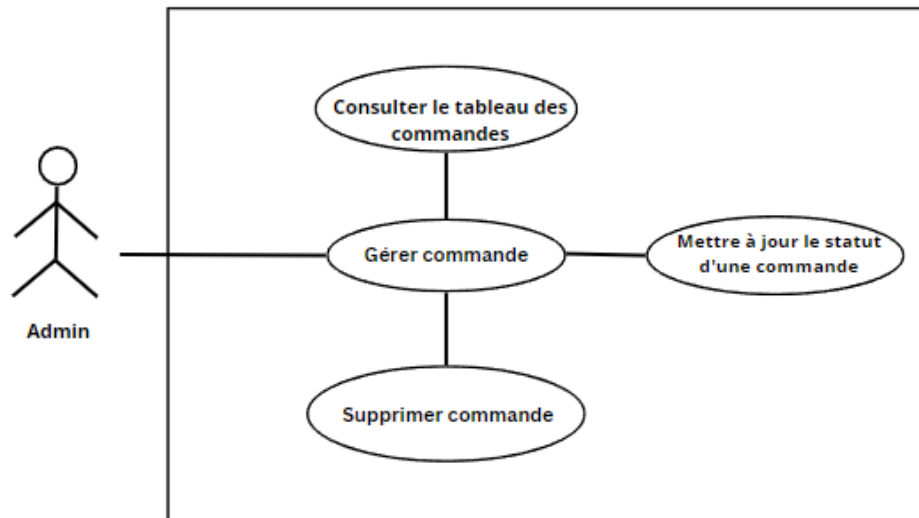 Consulter le tableau des
commandes
Gérer commande
Mettre à jour le statut
d'une commande
Admin
Supprimer commande